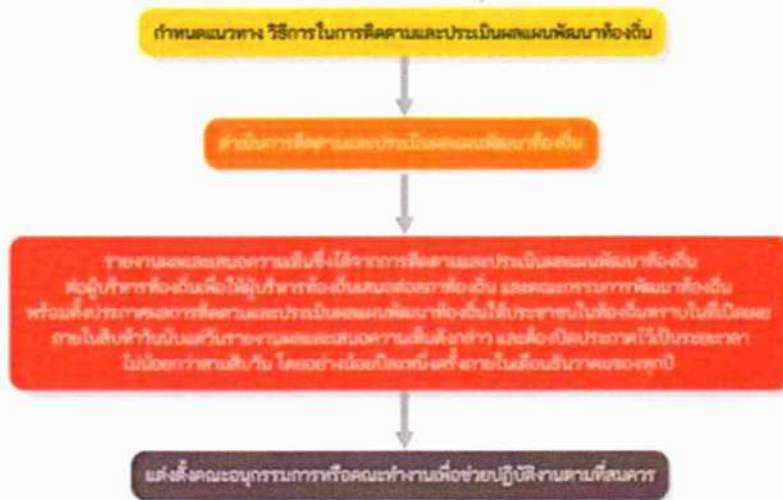 กำหนดแนวทาง วิธีการในการติดตามและประเมินผลแผนพัฒนาท้องถิ่น
ดำเนินการติดตามและประเมินผลแผนพัฒนาท้องถิ่น
รายงานผลและเสนอความเห็นซึ่งได้จากการติดตามและประเมินผลแผนพัฒนาท้องถิ่น
ต่อผู้บริหารท้องถิ่นเพื่อให้ผู้บริหารท้องถิ่นเสนอต่อสภาท้องถิ่น และคณะกรรมการพัฒนาท้องถิ่น
พร้อมทั้งประกาศผลการติดตามและประเมินผลแผนพัฒนาท้องถิ่นให้ประชาชนในท้องถิ่นทราบในที่เปิดเผย
ภายในสิบห้าวันนับแต่วันรายงานผลและเสนอความเห็นดังกล่าว และต้องปิดประกาศไว้เป็นระยะเวลา
ไม่น้อยกว่าสามสิบวัน โดยอย่างน้อยปีละหนึ่งครั้งภายในเดือนธันวาคมของทุกปี
แต่งตั้งคณะอนุกรรมการหรือคณะทำงานเพื่อช่วยปฏิบัติงานตามที่สมควร